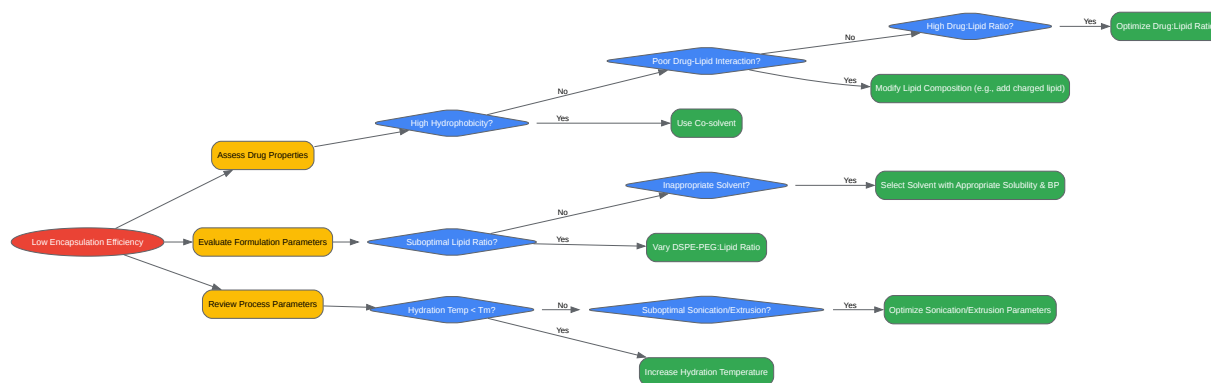 High Drug:Lipid Ratio?
Yes
Optimize Drug:Lipid
No
Poor Drug-Lipid Interaction?
Yes
Modify Lipid Composition (e.g., add charged lipid)
No
High Hydrophobicity?
Yes
Use Co-solvent
Assess Drug Properties
Inappropriate Solvent?
Yes
Select Solvent with Appropriate Solubility & BP
No
Low Encapsulation Efficiency
Evaluate Formulation Parameters
Suboptimal Lipid Ratio?
Yes
Vary DSPE-PEG:Lipid Ratio
Review Process Parameters
Hydration Temp < Tm?
No
Suboptimal Sonication/Extrusion?
Yes
Optimize Sonication/Extrusion Parameters
Yes
Increase Hydration Temperature